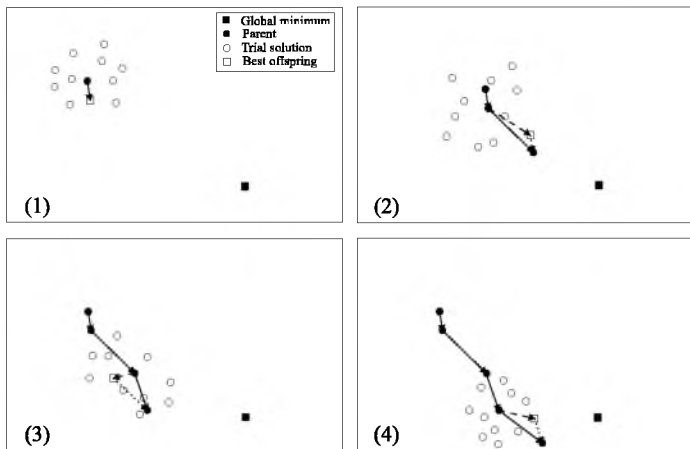 Global minimum
Parent
Trial solution
Best offspring
(1)
(2)
(3)
(4)